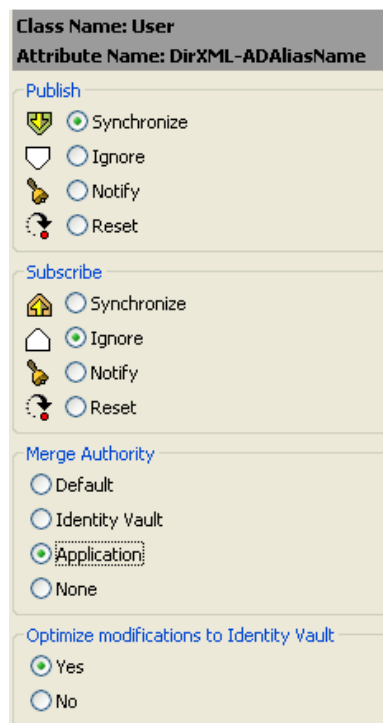 Class Name: User
Attribute Name: DirXML-ADAliasName
Publish
Synchronize
Ignore
Notify
Reset
Subscribe
Synchronize
Ignore
Notify
Reset
Merge Authority
Default
Identity Vault
Application
None
Optimize modifications to Identity Vault
Yes
No